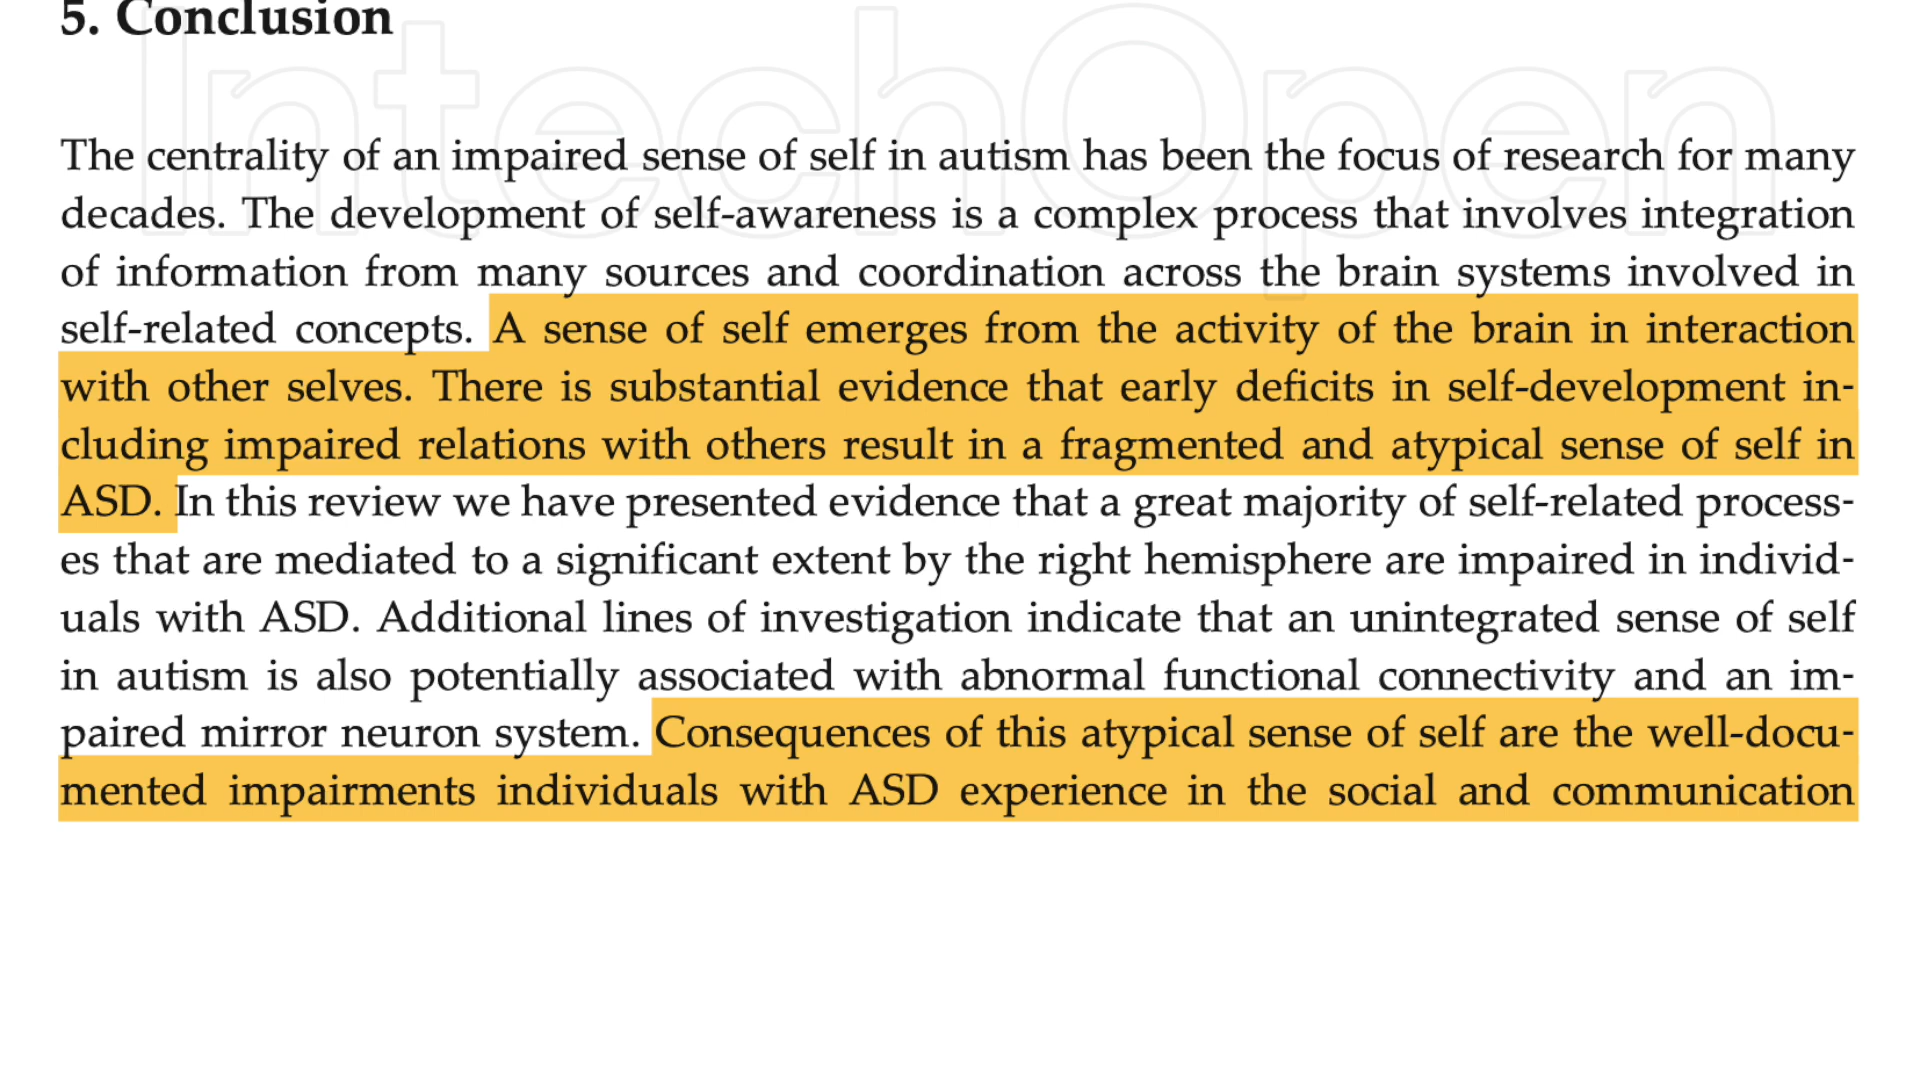 5. Conclusion
IntechOpen
The centrality of an impaired sense of self in autism has been the focus of research for many
decades. The development of self-awareness is a complex process that involves integration
of information from many sources and coordination across the brain systems involved in
self-related concepts. A sense of self emerges from the activity of the brain in interaction
with other selves. There is substantial evidence that early deficits in self-development in-
cluding impaired relations with others result in a fragmented and atypical sense of self in
ASD. In this review we have presented evidence that a great majority of self-related process-
es that are mediated to a significant extent by the right hemisphere are impaired in individ-
uals with ASD. Additional lines of investigation indicate that an unintegrated sense of self
in autism is also potentially associated with abnormal functional connectivity and an im-
paired mirror neuron system. Consequences of this atypical sense of self are the well-docu-
mented impairments individuals with ASD experience in the social and communication